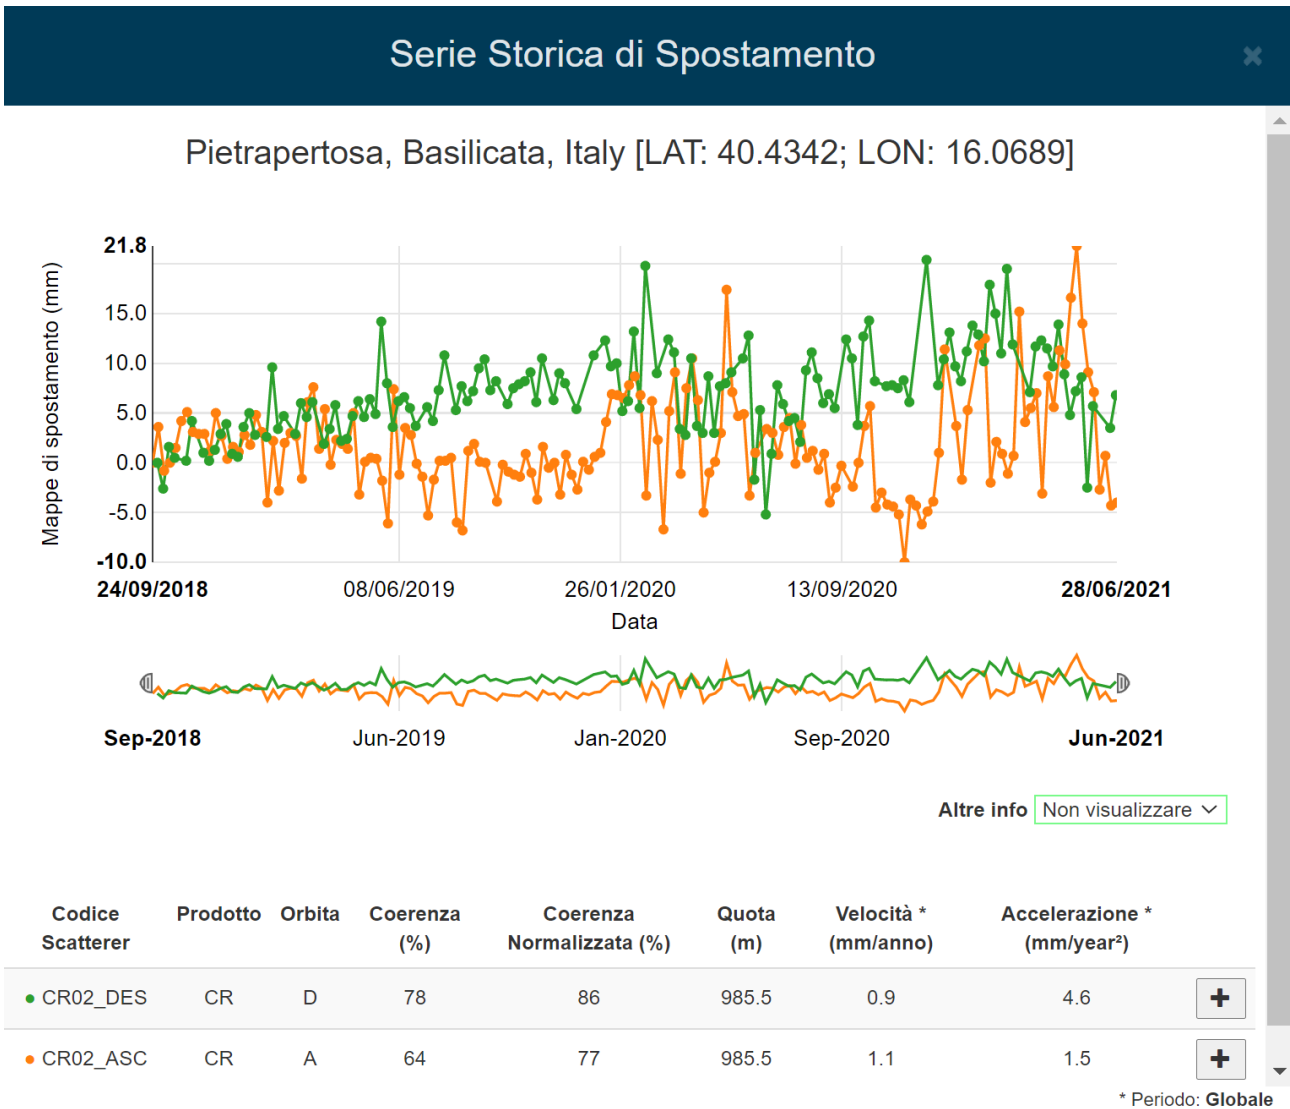 Serie Storica di Spostamento
Pietrapertosa, Basilicata, Italy [LAT: 40.4342; LON: 16.0689]
Mappe di spostamento (mm)
21.8
15.0
10.0
5.0
0.0
-5.0
-10.0
24/09/2018 08/06/2019 26/01/2020 13/09/2020 28/06/2021
Data
Sep-2018 Jun-2019 Jan-2020 Sep-2020 Jun-2021
Altre info Non visualizzare
Codice Prodotto Orbita Coerenza Coerenza Quota Velocità * Accelerazione *
Scatterer (%) Normalizzata (%) (m) (mm/anno) (mm/year²)
CR02_DES CR D 78 86 985.5 0.9 4.6
CR02_ASC CR A 64 77 985.5 1.1 1.5
* Periodo: Globale